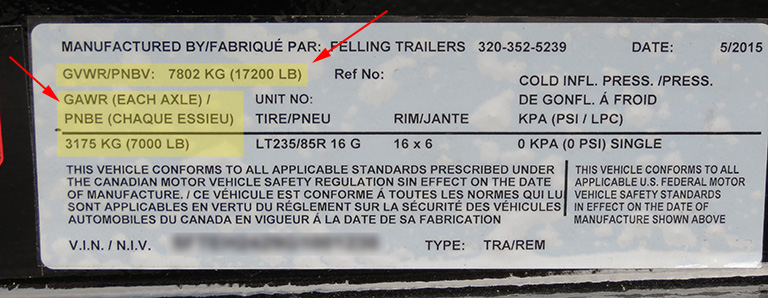 MANUFACTURED BY/FABRIQUÉ PAR: FELLING TRAILERS 320-352-5239 DATE: 5/2015
GVWR/PNBV: 7802 KG (17200 LB) Ref No:
GAWR (EACH AXLE) /
PNBE (CHAQUE ESSIEU)
3175 KG (7000 LB)
UNIT NO:
TIRE/PNEU
LT235/85R 16 G
RIM/JANTE
16 x 6
COLD INFL. PRESS. /PRESS.
DE GONFL. Á FROID
KPA (PSI / LPC)
0 KPA (0 PSI) SINGLE
THIS VEHICLE CONFORMS TO ALL APPLICABLE STANDARDS PRESCRIBED UNDER
THE CANADIAN MOTOR VEHICLE SAFETY REGULATION SIN EFFECT ON THE DATE
OF MANUFACTURE. / CE VÉHICULE EST CONFORME Á TOUTES LES NORMES QUI LU
SONT APPLICABLES EN VERTU DU RÉGLEMENT SUR LA SÉCURITÉ DES VÉHICULES
AUTOMOBILES DU CANADA EN VIGUEUR Á LA DATE DE SA FABRICATION
THIS VEHICLE CONFORMS TO ALL
APPLICABLE U.S. FEDERAL MOTOR
VEHICLE SAFETY STANDARDS
IN EFFECT ON THE DATE OF
MANUFACTURE SHOWN ABOVE
V.I.N. / N.I.V. TYPE: TRA/REM